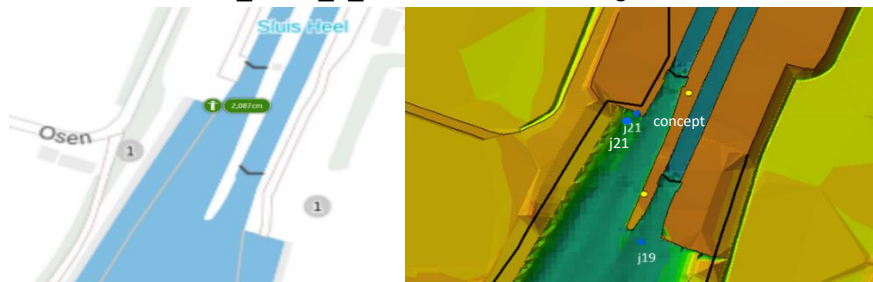 Sluis Heel
2,087cm
Osen
1
1
j21
concept
j21
j19